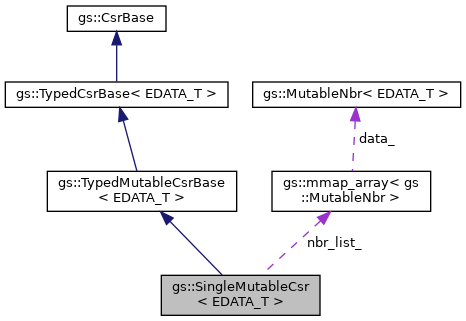 gs::CsrBase
gs::TypedCsrBase< EDATA_T >
gs::MutableNbr< EDATA_T >
data_
gs::TypedMutableCsrBase
< EDATA_T >
gs::mmap_array< gs
::MutableNbr >
nbr_list_
gs::SingleMutableCsr
< EDATA_T >